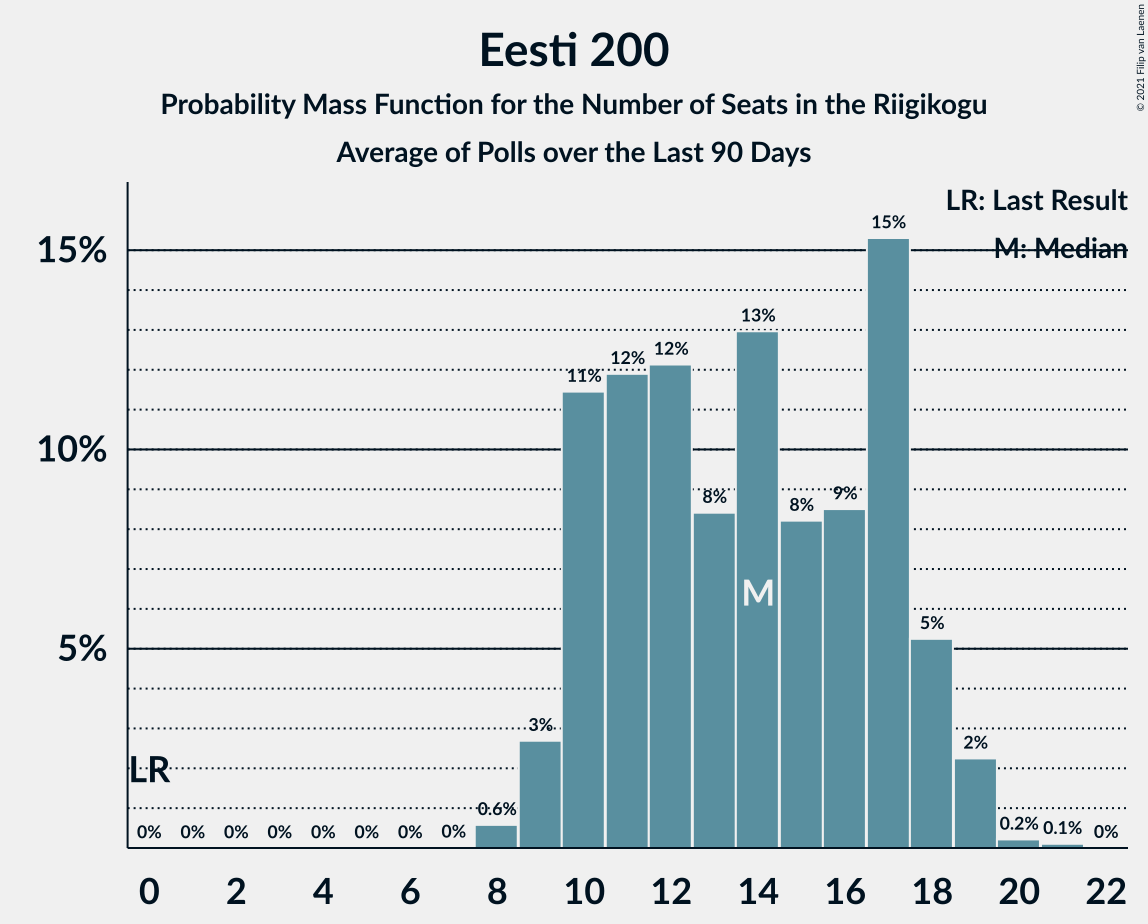 Eesti 200
Probability Mass Function for the Number of Seats in the Riigikogu
Average of Polls over the Last 90 Days
© 2021 Filip van Laenen
LR: Last Result
M: Median
15%
10%
5%
0% 0% 0% 0% 0% 0% 0% 0% 0.6% 3% 11% 12% 12% 8% 13% 8% 9% 15% 5% 2% 0.2% 0.1% 0%
LR
M
0 2 4 6 8 10 12 14 16 18 20 22